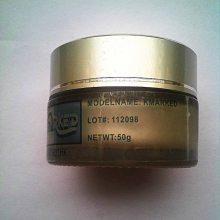 MODELNAME: KMARKED
LOT#: 112098
NETWT: 50g